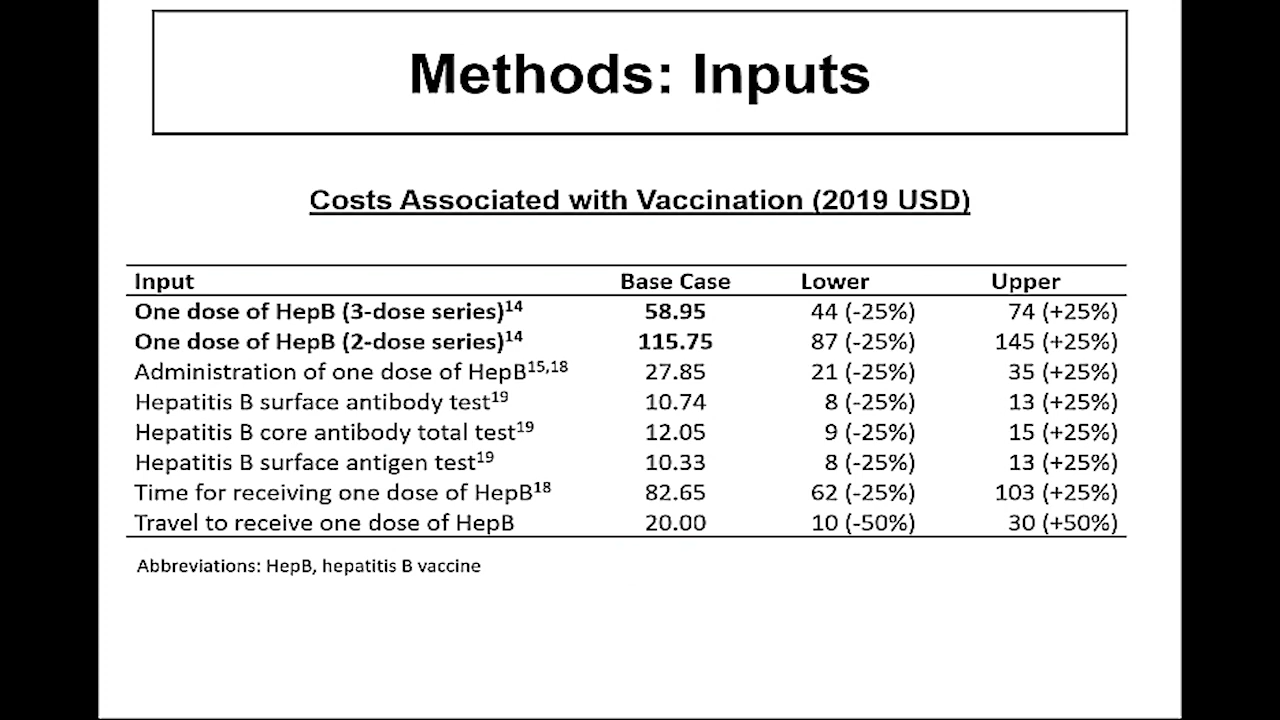 Methods: Inputs
Costs Associated with Vaccination (2019 USD)
Input Base Case Lower Upper
One dose of HepB (3-dose series)14 58.95 44 (-25%) 74 (+25%)
One dose of HepB (2-dose series)14 115.75 87 (-25%) 145 (+25%)
Administration of one dose of HepB15,18 27.85 21 (-25%) 35 (+25%)
Hepatitis B surface antibody test19 10.74 8 (-25%) 13 (+25%)
Hepatitis B core antibody total test19 12.05 9 (-25%) 15 (+25%)
Hepatitis B surface antigen test19 10.33 8 (-25%) 13 (+25%)
Time for receiving one dose of HepB18 82.65 62 (-25%) 103 (+25%)
Travel to receive one dose of HepB 20.00 10 (-50%) 30 (+50%)
Abbreviations: HepB, hepatitis B vaccine